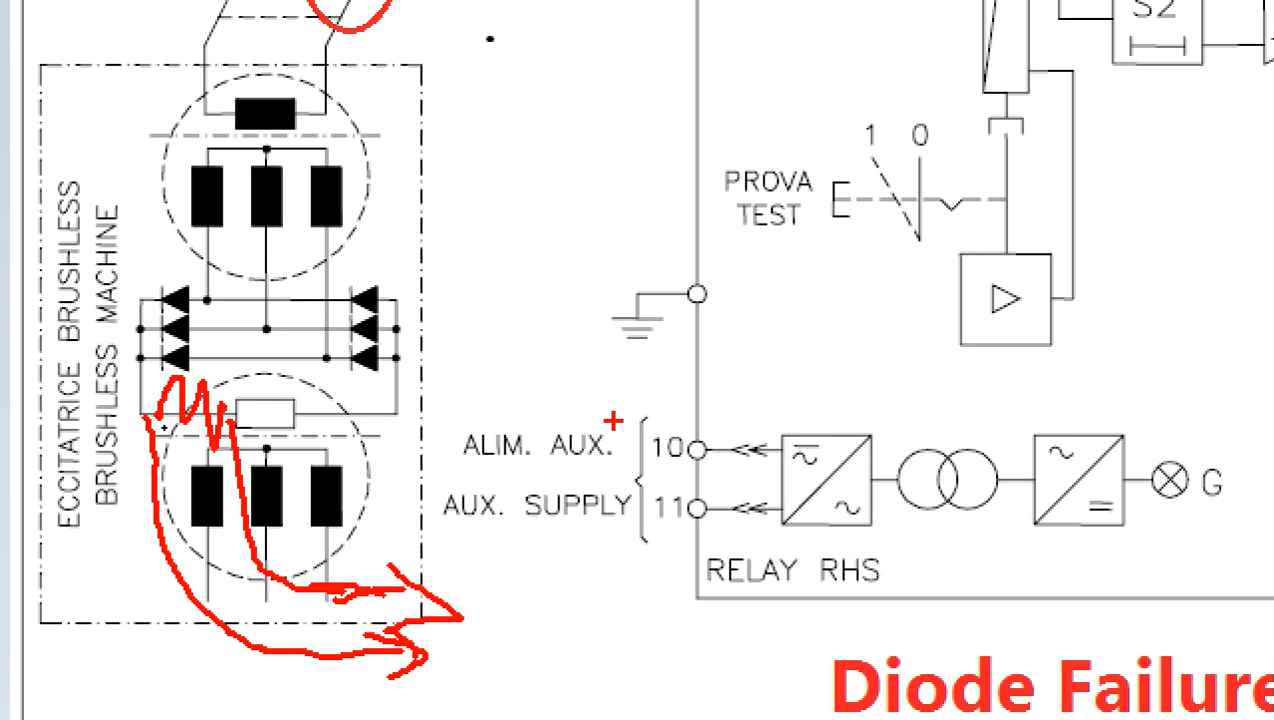 S2
1 0
PROVA
TEST
ECCITATRICE BRUSHLESS
BRUSHLESS MACHINE
+
ALIM. AUX. 10
AUX. SUPPLY 11
G
RELAY RHS
Diode Failure